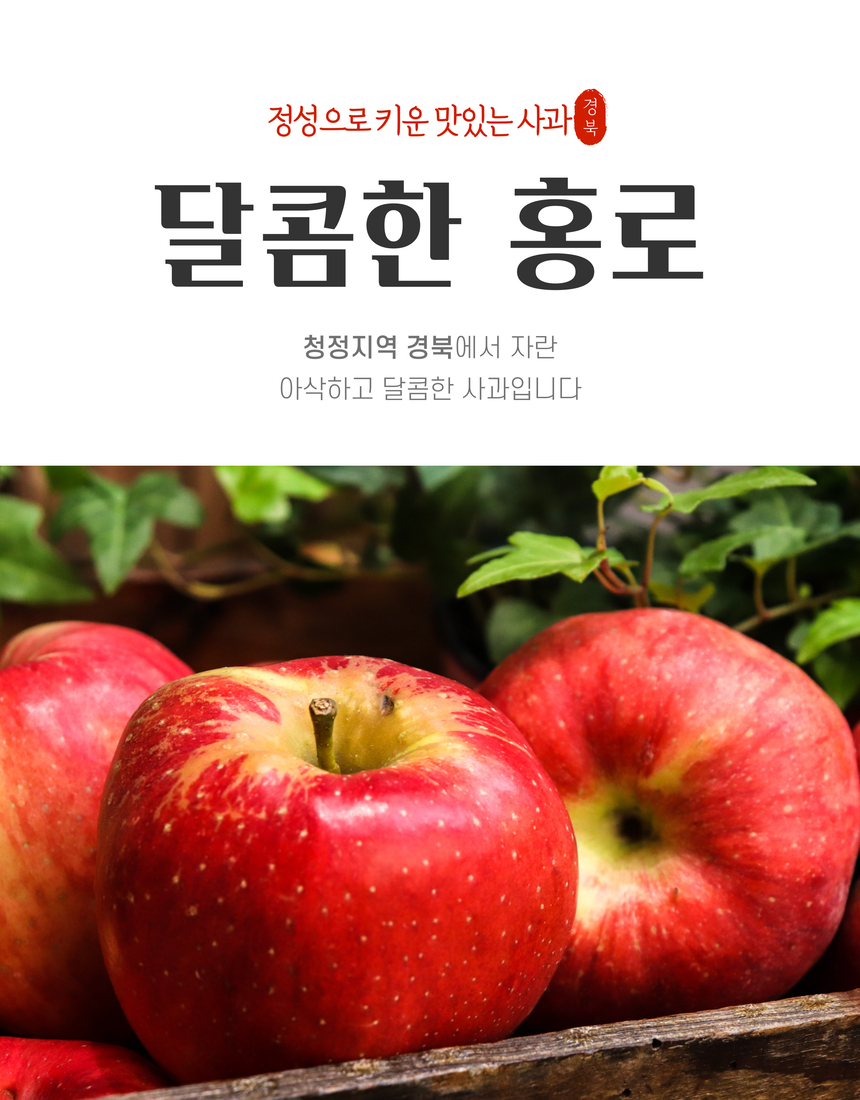 정성으로 키운 맛있는 사과 경북
달콤한 홍로
청정지역 경북에서 자란
아삭하고 달콤한 사과입니다